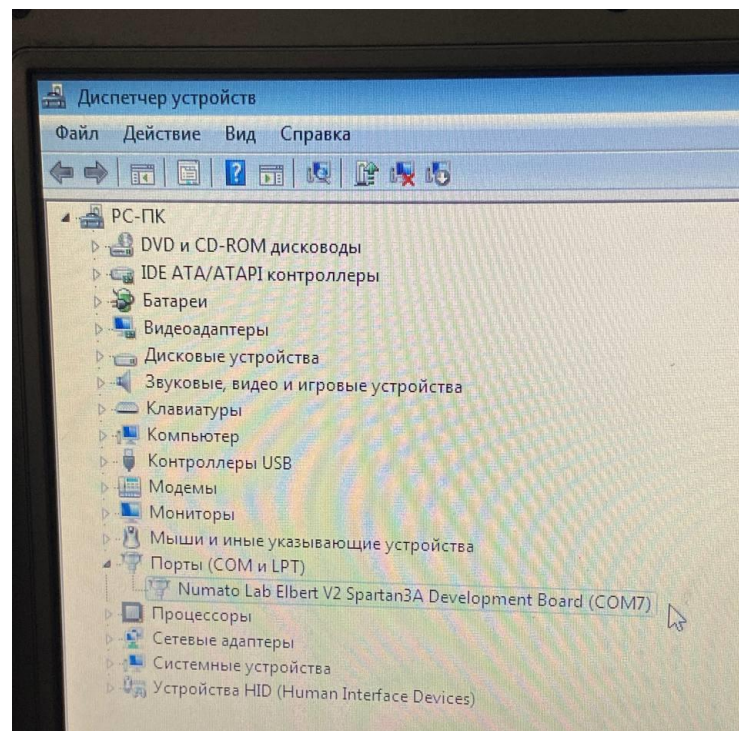 Диспетчер устройств
Файл Действие Вид Справка
PC-ПК
DVD и CD-ROM дисководы
IDE ATA/ATAPI контроллеры
Батареи
Видеоадаптеры
Дисковые устройства
Звуковые, видео и игровые устройства
Клавиатуры
Компьютер
Контроллеры USB
Модемы
Мониторы
Мыши и иные указывающие устройства
Порты (COM и LPT)
Numato Lab Elbert V2 Spartan3A Development Board (COM7)
Процессоры
Сетевые адаптеры
Системные устройства
Устройства HID (Human Interface Devices)